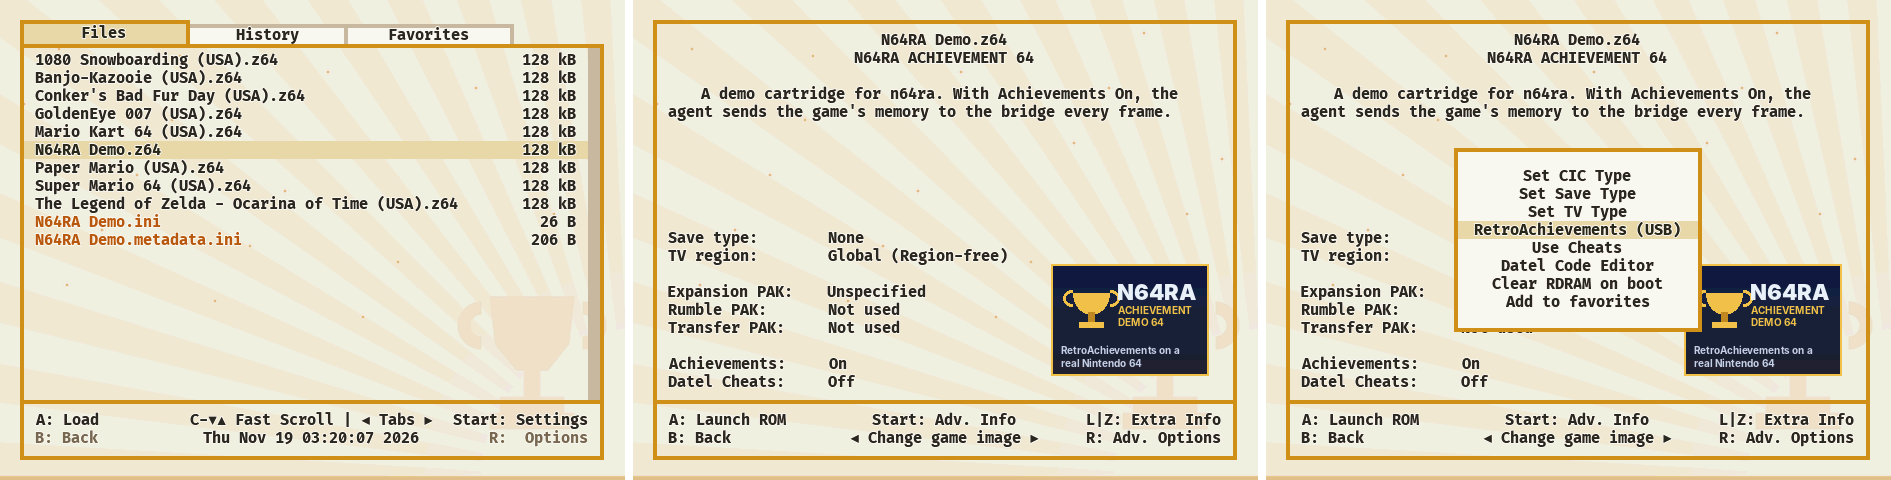 Files
History
Favorites
1080 Snowboarding (USA).z64 128 kB
Banjo-Kazooie (USA).z64 128 kB
Conker's Bad Fur Day (USA).z64 128 kB
GoldenEye 007 (USA).z64 128 kB
Mario Kart 64 (USA).z64 128 kB
N64RA Demo.z64 128 kB
Paper Mario (USA).z64 128 kB
Super Mario 64 (USA).z64 128 kB
The Legend of Zelda - Ocarina of Time (USA).z64 128 kB
N64RA Demo.ini 26 B
N64RA Demo.metadata.ini 206 B
A: Load C-▼▲ Fast Scroll | ◄ Tabs ► Start: Settings
B: Back Thu Nov 19 03:20:07 2026 R: Options
N64RA Demo.z64
N64RA ACHIEVEMENT 64
A demo cartridge for n64ra. With Achievements On, the
agent sends the game's memory to the bridge every frame.
Save type: None
TV region: Global (Region-free)
Expansion PAK: Unspecified
Rumble PAK: Not used
Transfer PAK: Not used
Achievements: On
Datel Cheats: Off
N64RA
ACHIEVEMENT
DEMO 64
RetroAchievements on a
real Nintendo 64
A: Launch ROM Start: Adv. Info L|Z: Extra Info
B: Back ◄ Change game image ► R: Adv. Options
N64RA Demo.z64
N64RA ACHIEVEMENT 64
A demo cartridge for n64ra. With Achievements On, the
agent sends the game's memory to the bridge every frame.
Set CIC Type
Set Save Type
Set TV Type
RetroAchievements (USB)
Use Cheats
Datel Code Editor
Clear RDRAM on boot
Add to favorites
Save type:
TV region:
Expansion PAK:
Rumble PAK:
Transfer PAK:
Achievements: On
Datel Cheats: Off
N64RA
ACHIEVEMENT
DEMO 64
RetroAchievements on a
real Nintendo 64
A: Launch ROM Start: Adv. Info L|Z: Extra Info
B: Back ◄ Change game image ► R: Adv. Options